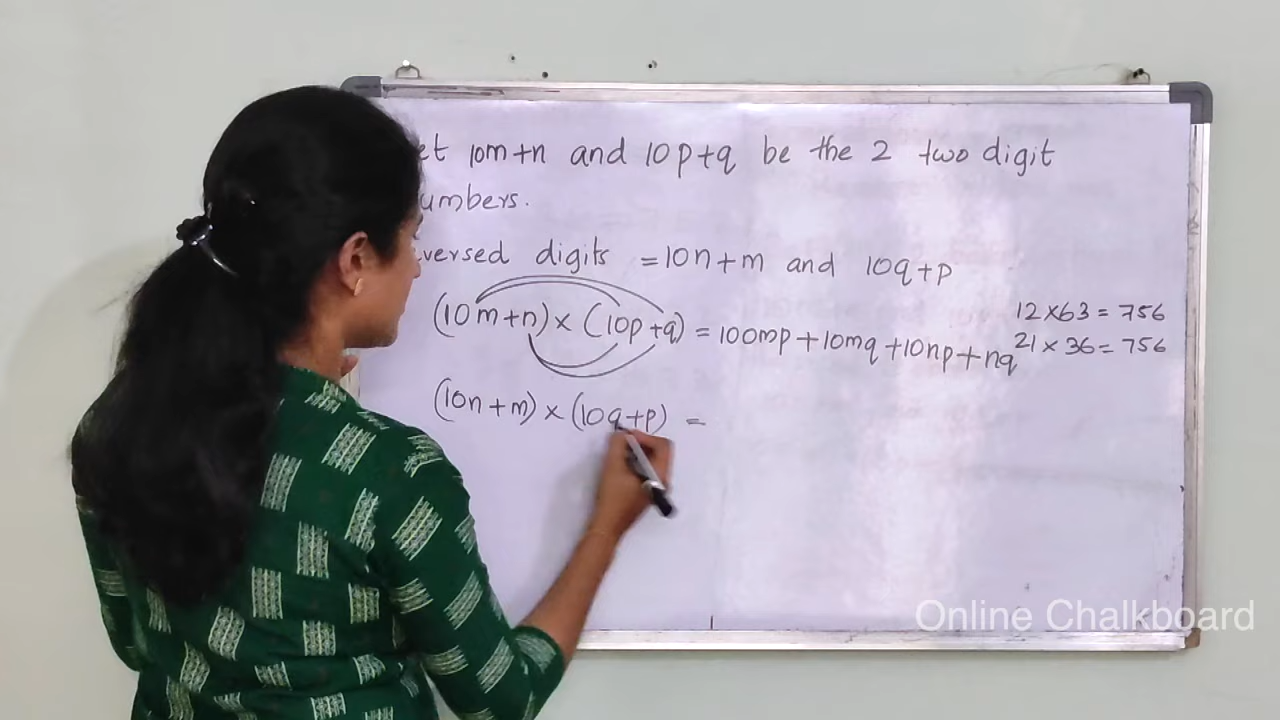 et 10m+n and 10p+q be the 2 two digit
umbers.
versed digits =10n+m and 10q+p
(10m+n)×(10p+q) = 100mp+10mq+10np+nq
12×63=756
21×36=756
(10n+m)×(10q+p) =
Online Chalkboard